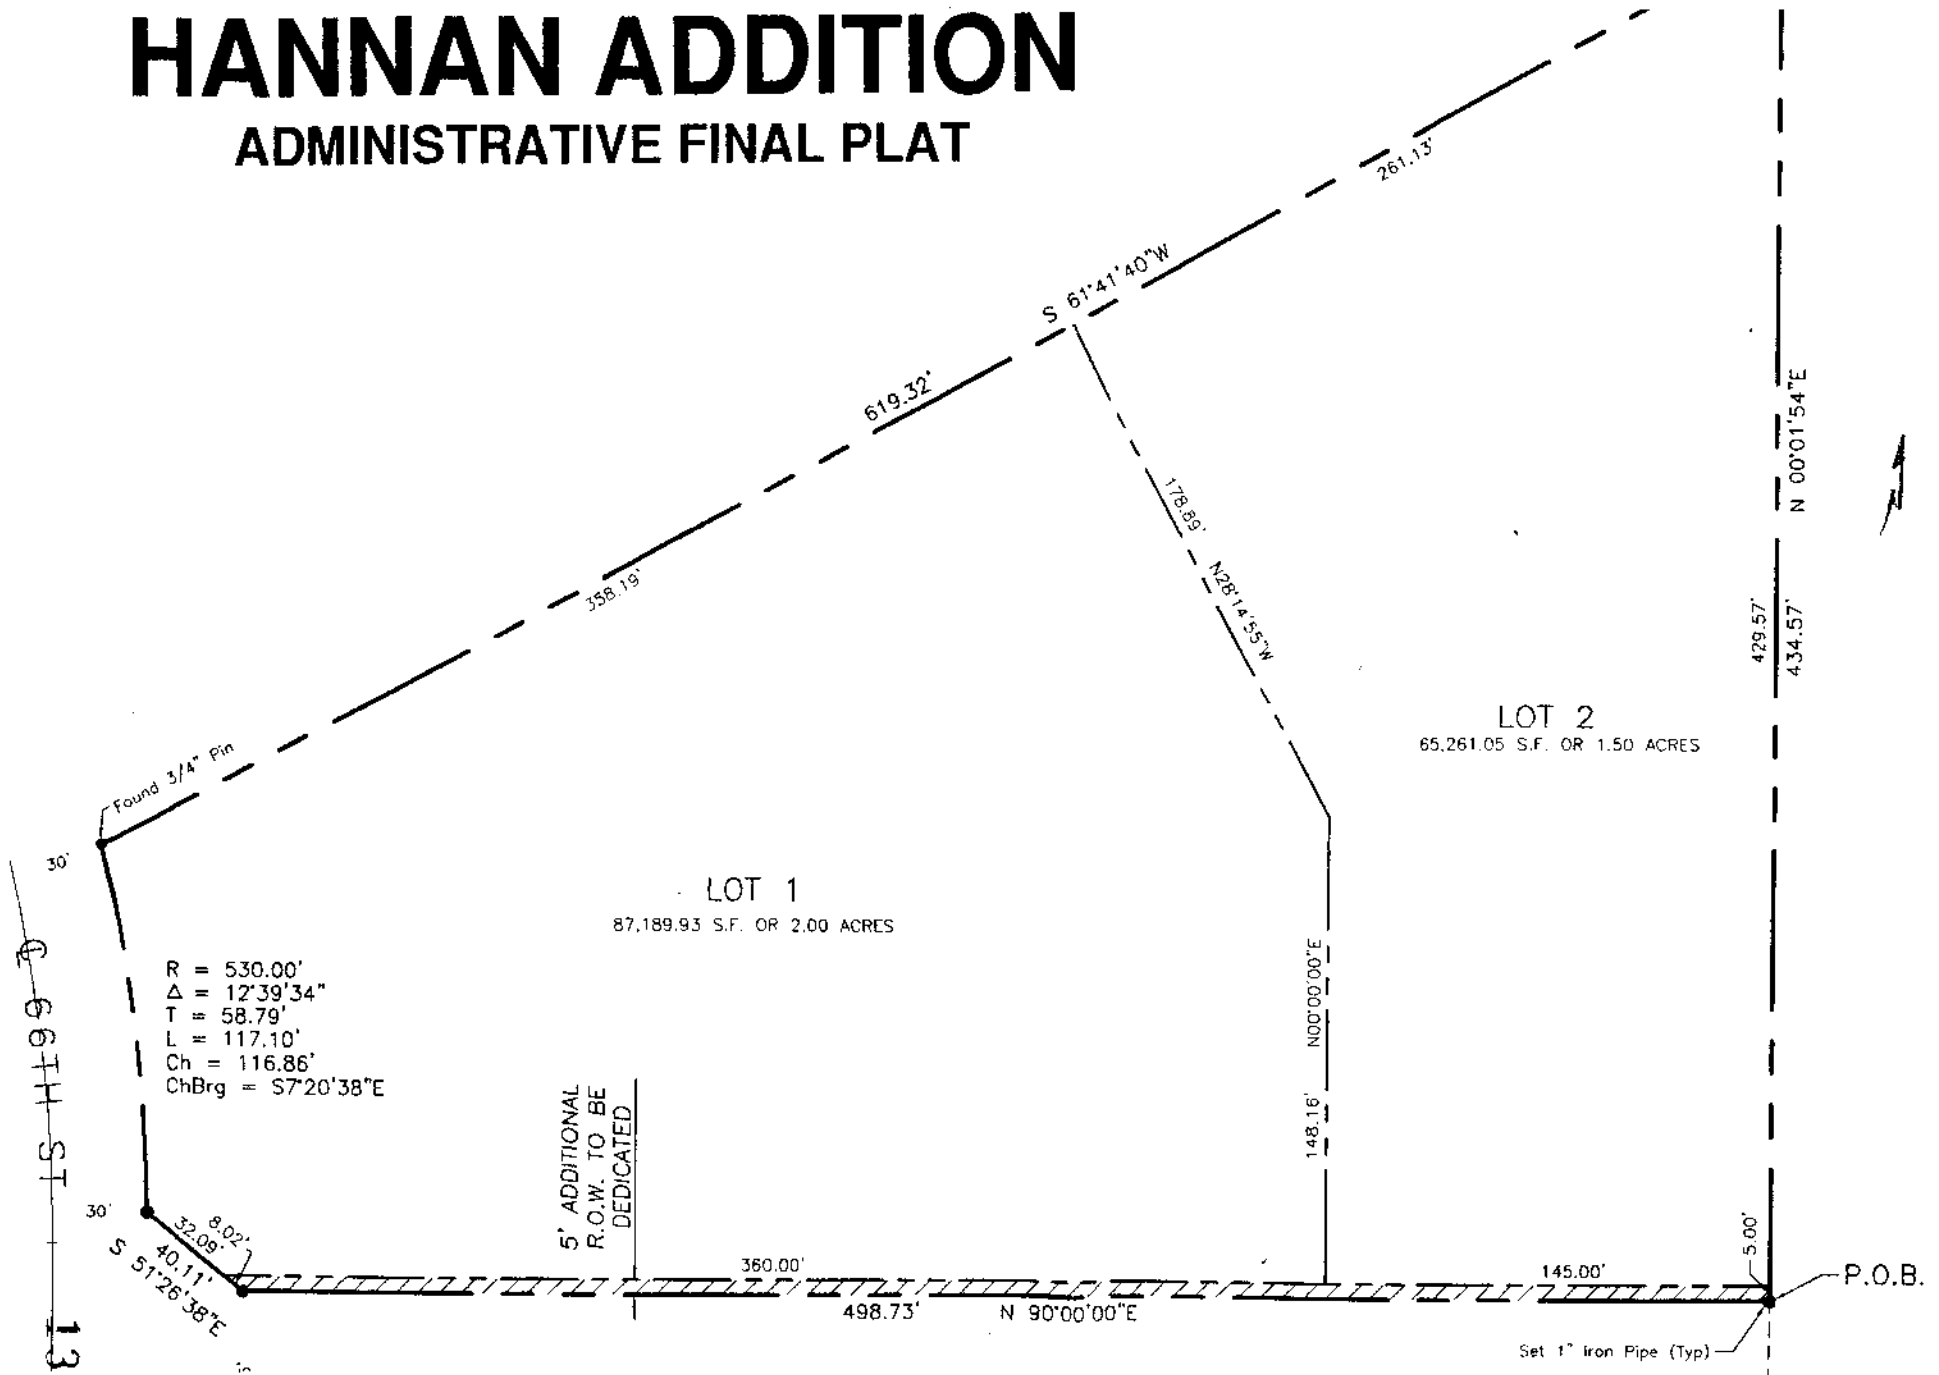 HANNAN ADDITION
ADMINISTRATIVE FINAL PLAT
261.13'
S 61°41'40"W
619.32'
N 00°01'54"E
178.89'
N28°14'55"W
358.19'
429.57'
434.57'
LOT 2
65,261.05 S.F. OR 1.50 ACRES
Found 3/4" Pin
30'
LOT 1
87,189.93 S.F. OR 2.00 ACRES
℄ 66TH ST
R = 530.00'
Δ = 12°39'34"
T = 58.79'
L = 117.10'
Ch = 116.86'
ChBrg = S7°20'38"E
N00°00'00"E
148.16'
5' ADDITIONAL
R.O.W. TO BE
DEDICATED
30'
8.02'
32.09'
40.11'
S 51°26'38"E
360.00'
145.00'
5.00'
P.O.B.
498.73'
N 90°00'00"E
Set 1" Iron Pipe (Typ)
13